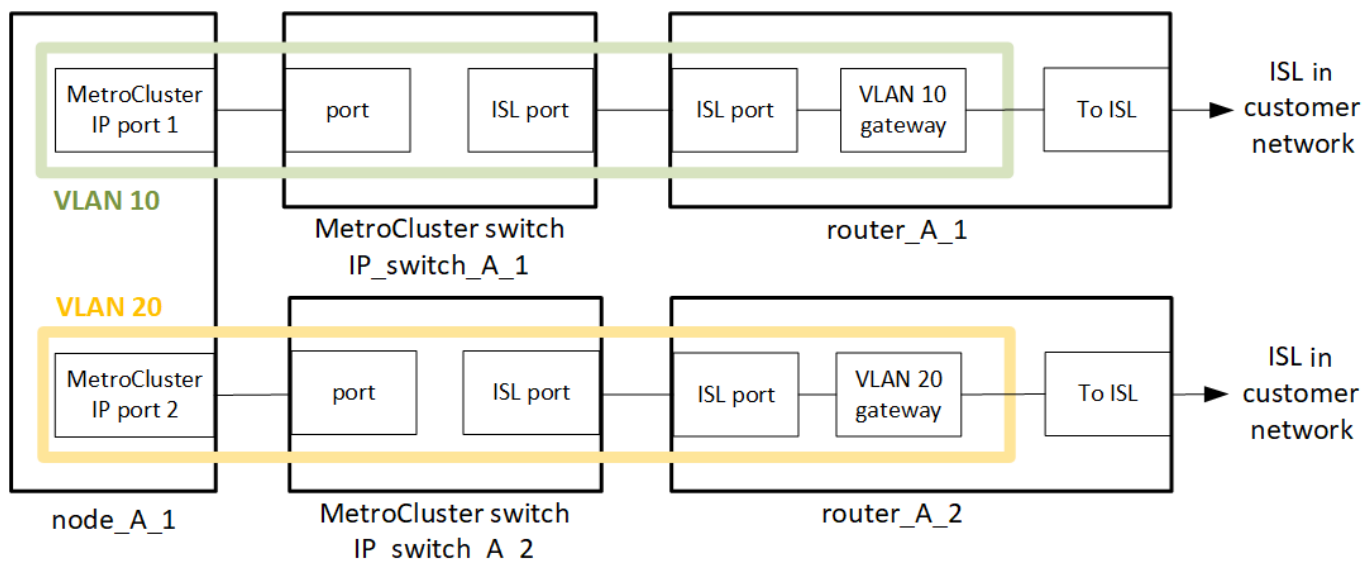 MetroCluster
IP port 1
port
ISL port
ISL port
VLAN 10
gateway
To ISL
ISL in
customer
network
VLAN 10
MetroCluster switch
IP_switch_A_1
router_A_1
VLAN 20
MetroCluster
IP port 2
port
ISL port
ISL port
VLAN 20
gateway
To ISL
ISL in
customer
network
node_A_1
MetroCluster switch
IP_switch_A_2
router_A_2